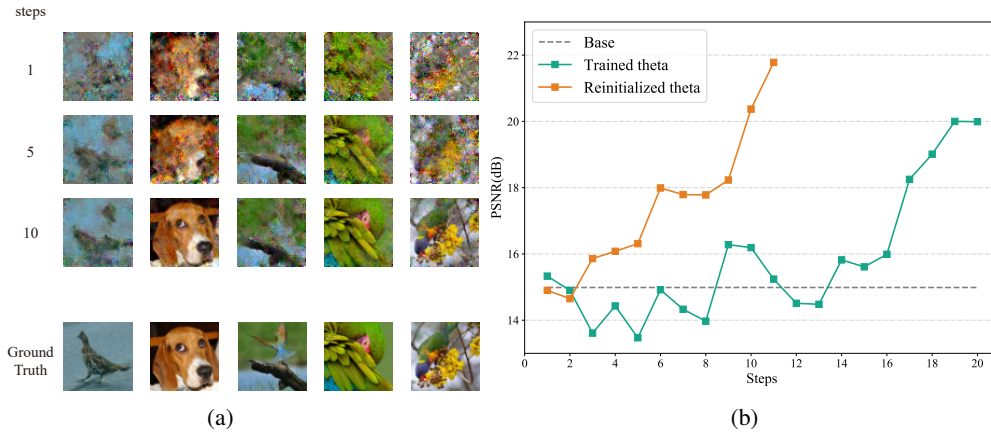 steps
1
5
10
Ground
Truth
(a)
22
20
18
16
14
PSNR(dB)
Base
Trained theta
Reinitialized theta
0 2 4 6 8 10 12 14 16 18 20
Steps
(b)